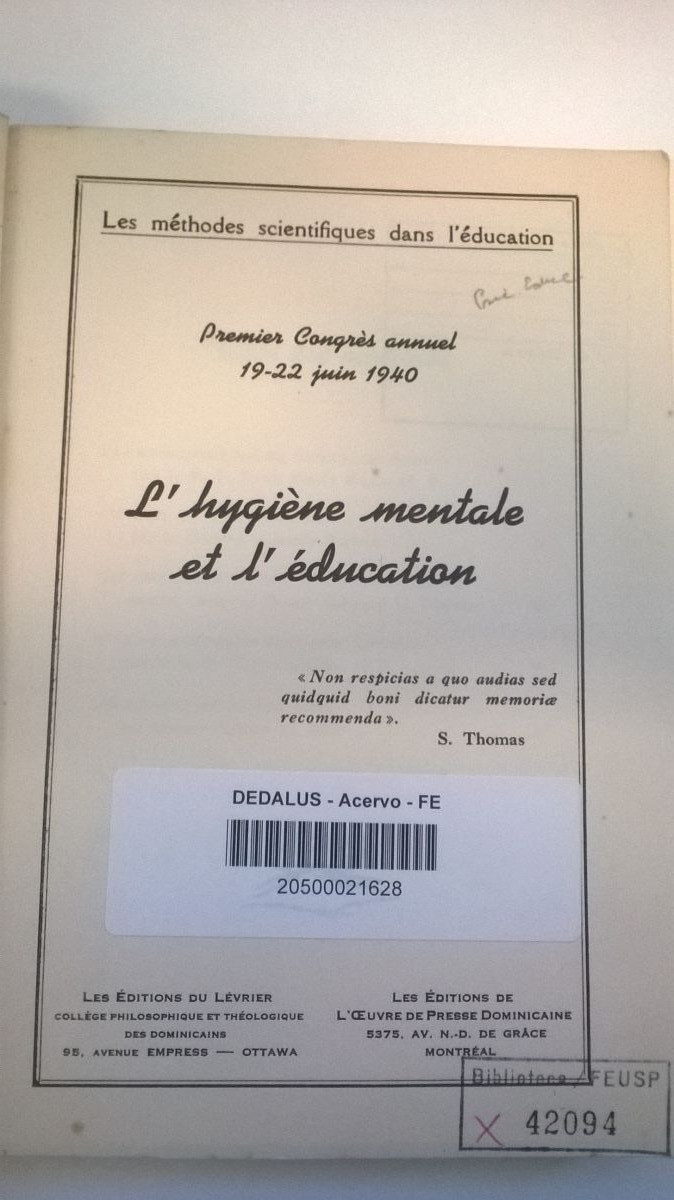 Les méthodes scientifiques dans l'éducation
Premier Congrès annuel
19-22 juin 1940
L'hygiène mentale
et l'éducation
« Non respicias a quo audias sed
quidquid boni dicatur memoriæ
recommenda ».
S. Thomas
DEDALUS - Acervo - FE
20500021628
LES ÉDITIONS DU LÉVRIER
COLLÈGE PHILOSOPHIQUE ET THÉOLOGIQUE
DES DOMINICAINS
95, AVENUE EMPRESS — OTTAWA
LES ÉDITIONS DE
L'ŒUVRE DE PRESSE DOMINICAINE
5375, AV. N.-D. DE GRÂCE
MONTRÉAL
Biblioteca / FEUSP
X 42094